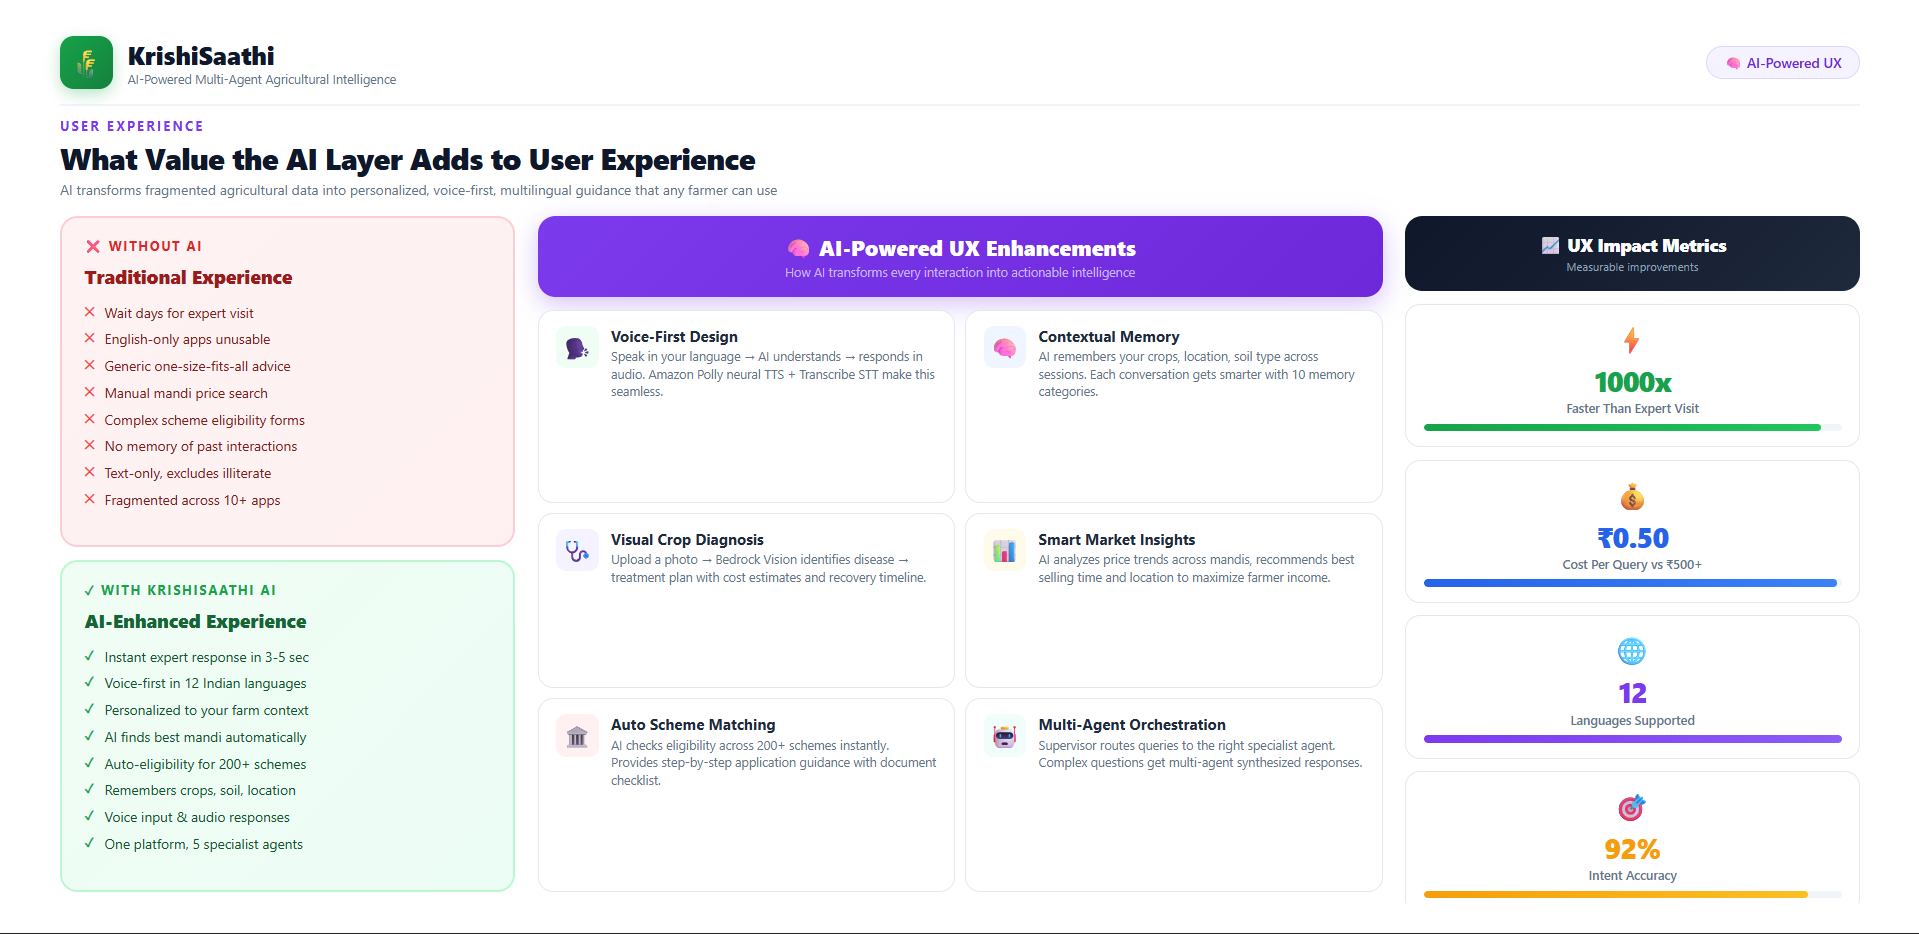 KrishiSaathi
AI-Powered Multi-Agent Agricultural Intelligence
AI-Powered UX
USER EXPERIENCE
What Value the AI Layer Adds to User Experience
AI transforms fragmented agricultural data into personalized, voice-first, multilingual guidance that any farmer can use
WITHOUT AI
Traditional Experience
Wait days for expert visit
English-only apps unusable
Generic one-size-fits-all advice
Manual mandi price search
Complex scheme eligibility forms
No memory of past interactions
Text-only, excludes illiterate
Fragmented across 10+ apps
✓ WITH KRISHISAATHI AI
AI-Enhanced Experience
✓ Instant expert response in 3-5 sec
✓ Voice-first in 12 Indian languages
✓ Personalized to your farm context
✓ AI finds best mandi automatically
✓ Auto-eligibility for 200+ schemes
✓ Remembers crops, soil, location
✓ Voice input & audio responses
✓ One platform, 5 specialist agents
AI-Powered UX Enhancements
How AI transforms every interaction into actionable intelligence
Voice-First Design
Speak in your language → AI understands → responds in
audio. Amazon Polly neural TTS + Transcribe STT make this
seamless.
Contextual Memory
AI remembers your crops, location, soil type across
sessions. Each conversation gets smarter with 10 memory
categories.
Visual Crop Diagnosis
Upload a photo → Bedrock Vision identifies disease →
treatment plan with cost estimates and recovery timeline.
Smart Market Insights
AI analyzes price trends across mandis, recommends best
selling time and location to maximize farmer income.
Auto Scheme Matching
AI checks eligibility across 200+ schemes instantly.
Provides step-by-step application guidance with document
checklist.
Multi-Agent Orchestration
Supervisor routes queries to the right specialist agent.
Complex questions get multi-agent synthesized responses.
UX Impact Metrics
Measurable improvements
1000x
Faster Than Expert Visit
₹0.50
Cost Per Query vs ₹500+
12
Languages Supported
92%
Intent Accuracy